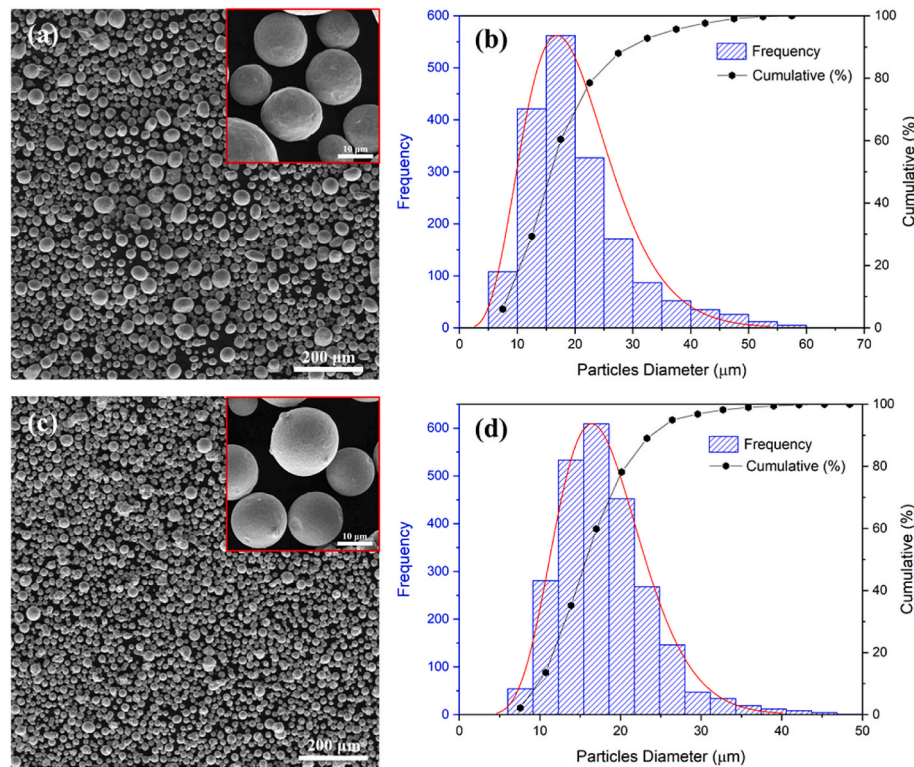 (a)
10 μm
200 μm
(b)
600
500
400
300
200
100
0
Frequency
Frequency
Cumulative (%)
100
80
60
40
20
0
Cumulative (%)
0 10 20 30 40 50 60 70
Particles Diameter (μm)
(c)
10 μm
200 μm
(d)
600
500
400
300
200
100
0
Frequency
Frequency
Cumulative (%)
100
80
60
40
20
0
Cumulative (%)
0 10 20 30 40 50
Particles Diameter (μm)